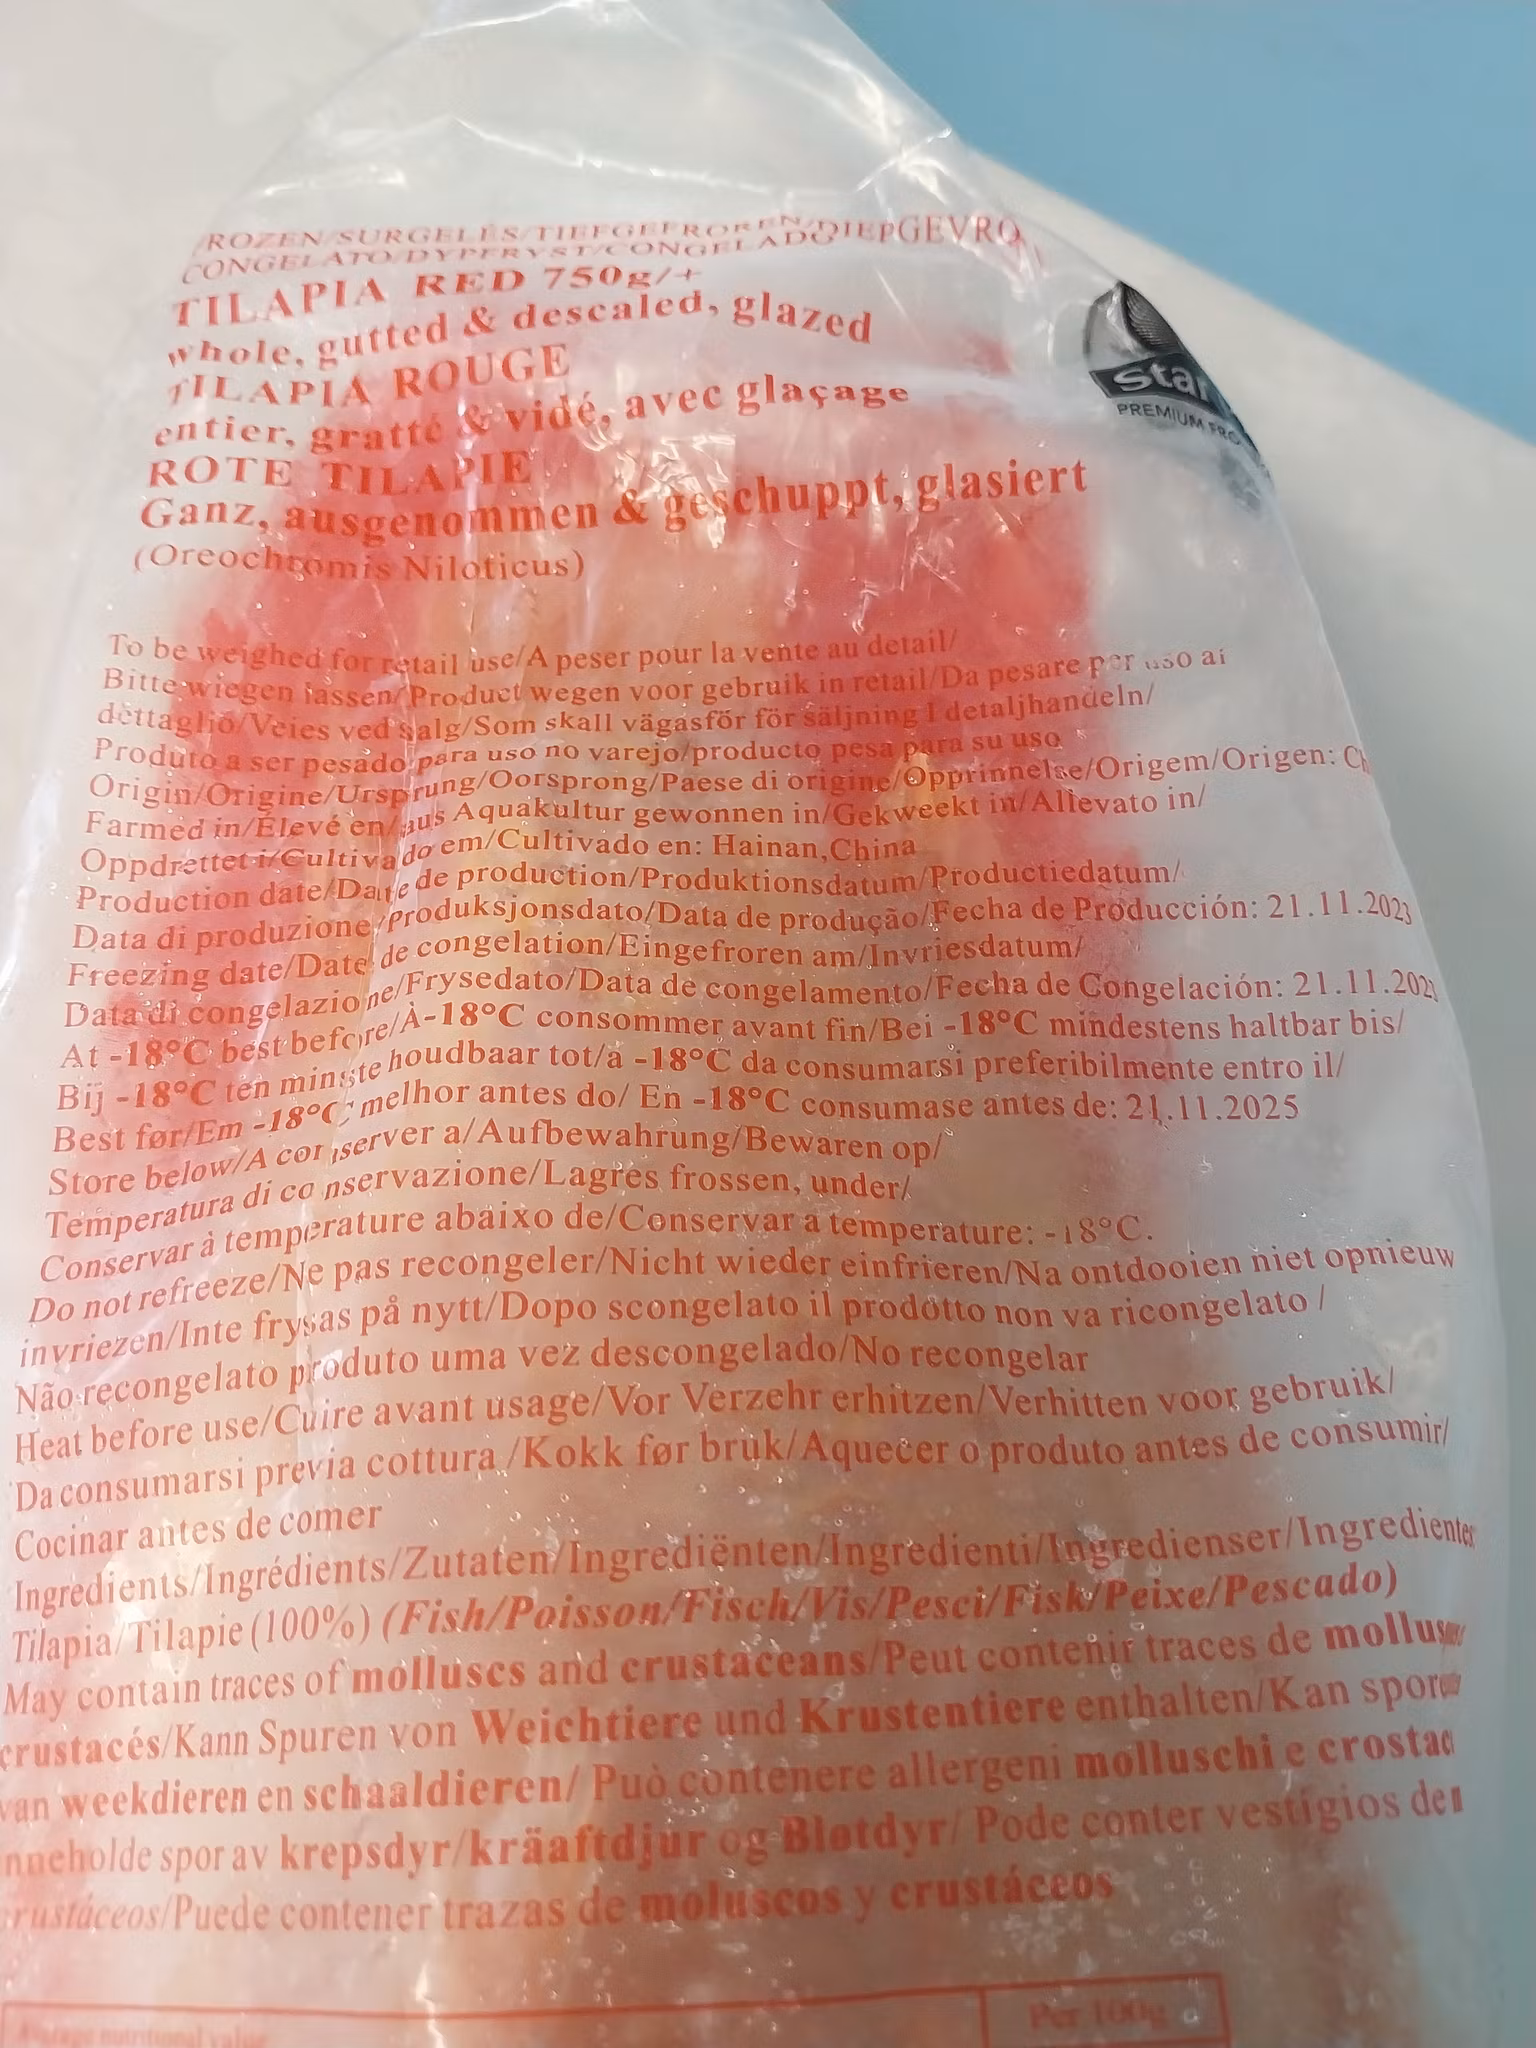 FROZEN/SURGELÉS/TIEFGEFROREN/DIEPGEVRO
CONGELATO/DYPFRYST/CONGELADO
TILAPIA RED 750g/+
whole, gutted & descaled, glazed
TILAPIA ROUGE
entier, gratté & vidé, avec glaçage
ROTE TILAPIE
Ganz, ausgenommen & geschuppt, glasiert
(Oreochromis Niloticus)
Star
PREMIUM FRO
To be weighed for retail use/A peser pour la vente au detail/
Bitte wiegen lassen/Product wegen voor gebruik in retail/Da pesare per uso al
dettaglio/Veies ved salg/Som skall vägasför för säljning I detaljhandeln/
Produto a ser pesado para uso no varejo/producto pesa para su uso
Origin/Origine/Ursprung/Oorsprong/Paese di origine/Opprinnelse/Origem/Origen: Ch
Farmed in/Élevé en/aus Aquakultur gewonnen in/Gekweekt in/Allevato in/
Oppdrettet i/Cultivado em/Cultivado en: Hainan,China
Production date/Date de production/Produktionsdatum/Productiedatum/
Data di produzione/Produksjonsdato/Data de produção/Fecha de Producción: 21.11.2023
Freezing date/Date de congelation/Eingefroren am/Invriesdatum/
Data di congelazione/Frysedato/Data de congelamento/Fecha de Congelación: 21.11.202
At -18°C best before/À-18°C consommer avant fin/Bei -18°C mindestens haltbar bis/
Bij -18°C ten minste houdbaar tot/a -18°C da consumarsi preferibilmente entro il/
Best før/Em -18°C melhor antes do/ En -18°C consumase antes de: 21.11.2025
Store below/A conserver a/Aufbewahrung/Bewaren op/
Temperatura di conservazione/Lagres frossen, under/
Conservar à temperature abaixo de/Conservar a temperature: -18°C.
Do not refreeze/Ne pas recongeler/Nicht wieder einfrieren/Na ontdooien niet opnieuw
invriezen/Inte frysas på nytt/Dopo scongelato il prodotto non va ricongelato /
Não recongelato produto uma vez descongelado/No recongelar
Heat before use/Cuire avant usage/Vor Verzehr erhitzen/Verhitten voor gebruik/
Da consumarsi previa cottura /Kokk før bruk/Aquecer o produto antes de consumir/
Cocinar antes de comer
Ingredients/Ingrédients/Zutaten/Ingrediënten/Ingredienti/Ingredienser/Ingredientes
Tilapia/Tilapie (100%) (Fish/Poisson/Fisch/Vis/Pesci/Fisk/Peixe/Pescado)
May contain traces of molluscs and crustaceans/Peut contenir traces de mollus
crustacés/Kann Spuren von Weichtiere und Krustentiere enthalten/Kan sporen
van weekdieren en schaaldieren/ Può contenere allergeni molluschi e crostac
nneholde spor av krepsdyr/kräaftdjur og Bløtdyr/ Pode conter vestígios de
crustáceos/Puede contener trazas de moluscos y crustáceos
Average nutritional value
Per 100g